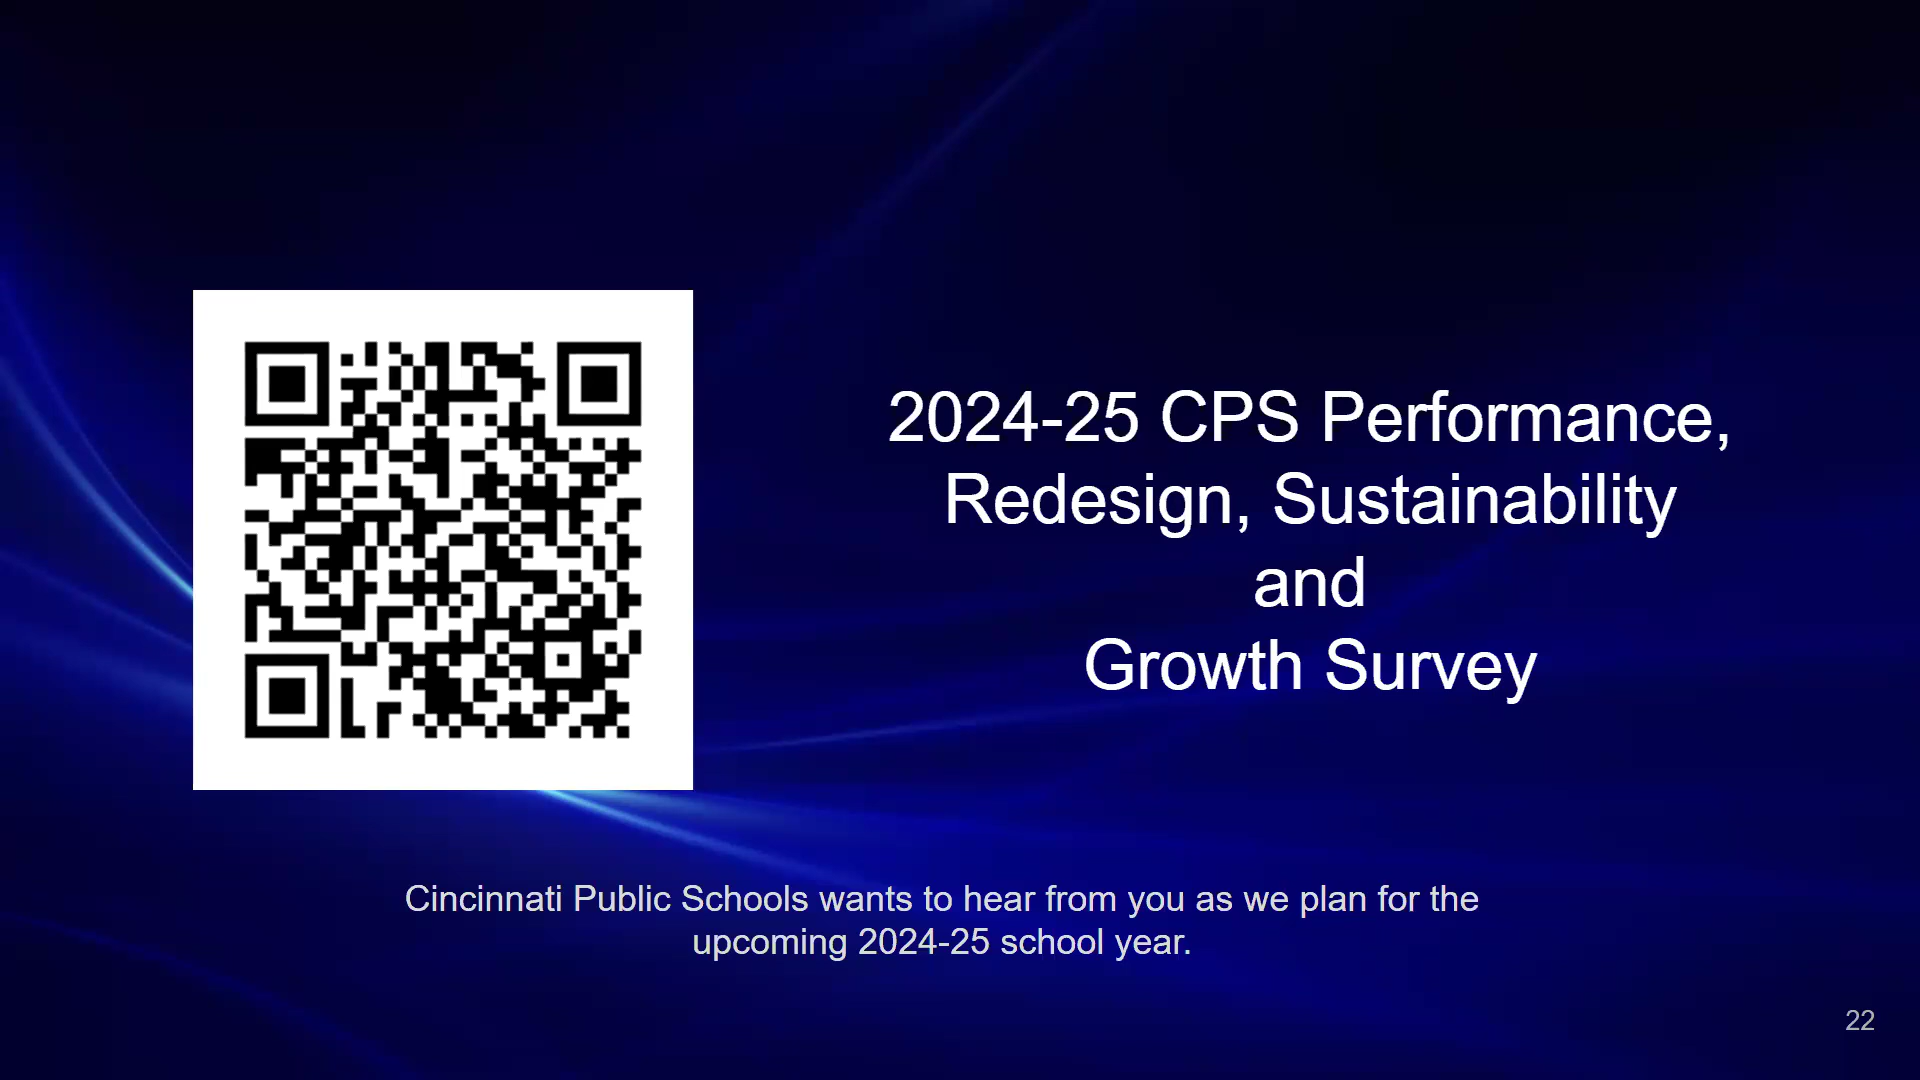 2024-25 CPS Performance,
Redesign, Sustainability
and
Growth Survey
Cincinnati Public Schools wants to hear from you as we plan for the
upcoming 2024-25 school year.
22